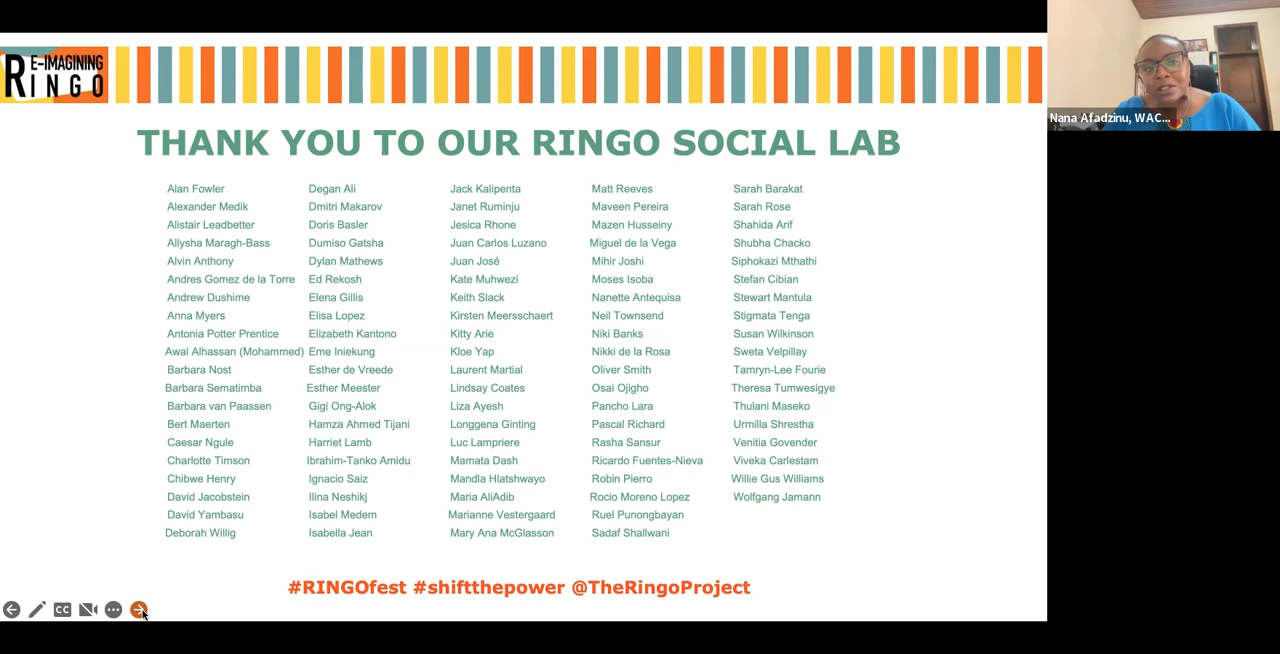 RE-IMAGINING
RINGO
THANK YOU TO OUR RINGO SOCIAL LAB
Alan Fowler
Alexander Medik
Alistair Leadbetter
Allysha Maragh-Bass
Alvin Anthony
Andres Gomez de la Torre
Andrew Dushime
Anna Myers
Antonia Potter Prentice
Awal Alhassan (Mohammed)
Barbara Nost
Barbara Sematimba
Barbara van Paassen
Bert Maerten
Caesar Ngule
Charlotte Timson
Chibwe Henry
David Jacobstein
David Yambasu
Deborah Willig
Degan Ali
Dmitri Makarov
Doris Basler
Dumiso Gatsha
Dylan Mathews
Ed Rekosh
Elena Gillis
Elisa Lopez
Elizabeth Kantono
Eme Iniekung
Esther de Vreede
Esther Meester
Gigi Ong-Alok
Hamza Ahmed Tijani
Harriet Lamb
Ibrahim-Tanko Amidu
Ignacio Saiz
Ilina Neshikj
Isabel Medem
Isabella Jean
Jack Kalipenta
Janet Ruminju
Jesica Rhone
Juan Carlos Luzano
Juan José
Kate Muhwezi
Keith Slack
Kirsten Meersschaert
Kitty Arie
Kloe Yap
Laurent Martial
Lindsay Coates
Liza Ayesh
Longgena Ginting
Luc Lampriere
Mamata Dash
Mandla Hlatshwayo
Maria AliAdib
Marianne Vestergaard
Mary Ana McGlasson
Matt Reeves
Maveen Pereira
Mazen Husseiny
Miguel de la Vega
Mihir Joshi
Moses Isoba
Nanette Antequisa
Neil Townsend
Niki Banks
Nikki de la Rosa
Oliver Smith
Osai Ojigho
Pancho Lara
Pascal Richard
Rasha Sansur
Ricardo Fuentes-Nieva
Robin Pierro
Rocio Moreno Lopez
Ruel Punongbayan
Sadaf Shallwani
Sarah Barakat
Sarah Rose
Shahida Arif
Shubha Chacko
Siphokazi Mthathi
Stefan Cibian
Stewart Mantula
Stigmata Tenga
Susan Wilkinson
Sweta Velpillay
Tamryn-Lee Fourie
Theresa Tumwesigye
Thulani Maseko
Urmilla Shrestha
Venitia Govender
Viveka Carlestam
Willie Gus Williams
Wolfgang Jamann
#RINGOfest #shiftthepower @TheRingoProject
CC
Nana Afadzinu, WAC...